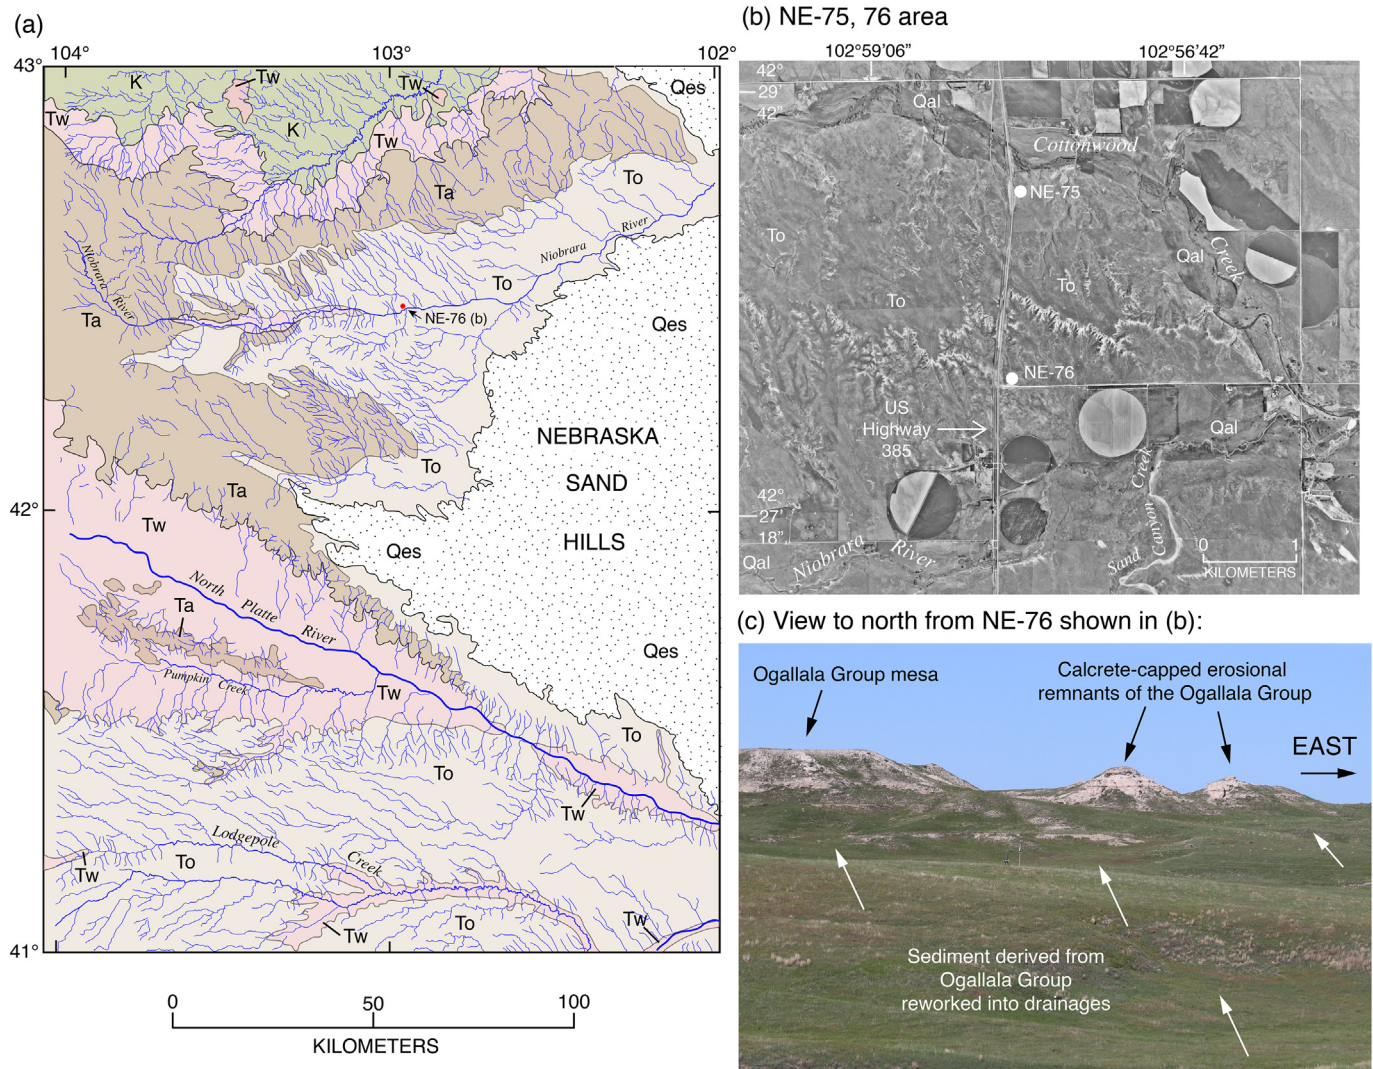 (a)
104°
103°
102°
43°
K
Tw
Tw
Qes
Tw
K
Tw
Ta
To
Niobrara
River
Niobrara
River
To
NE-76 (b)
Ta
Qes
NEBRASKA
SAND
HILLS
To
Ta
42°
Tw
Qes
North
Platte
River
Ta
Pumpkin Creek
Tw
Qes
To
To
Tw
Lodgepole
Creek
To
Tw
Tw
To
Tw
41°
0
50
100
KILOMETERS
(b) NE-75, 76 area
102°59'06"
102°56'42"
42°
29'
42"
Qal
Cottonwood
NE-75
To
Qal
Creek
To
To
NE-76
US
Highway
385
Qal
Creek
Canyon
Sand
42°
27'
18"
Qal
Niobrara
River
0
1
KILOMETERS
(c) View to north from NE-76 shown in (b):
Ogallala Group mesa
Calcrete-capped erosional
remnants of the Ogallala Group
EAST
Sediment derived from
Ogallala Group
reworked into drainages